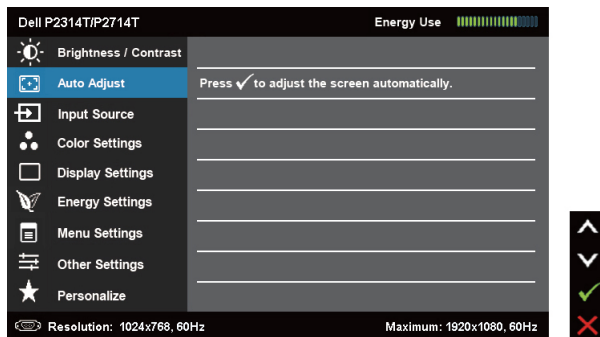 Dell P2314T/P2714T Energy Use
Brightness / Contrast
Auto Adjust Press ✓ to adjust the screen automatically.
Input Source
Color Settings
Display Settings
Energy Settings
Menu Settings
Other Settings
Personalize
Resolution: 1024x768, 60Hz Maximum: 1920x1080, 60Hz